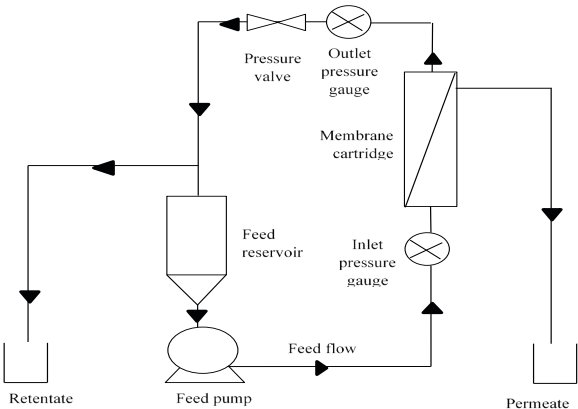 Pressure
valve
Outlet
pressure
gauge
Membrane
cartridge
Feed
reservoir
Inlet
pressure
gauge
Feed flow
Retentate
Feed pump
Permeate